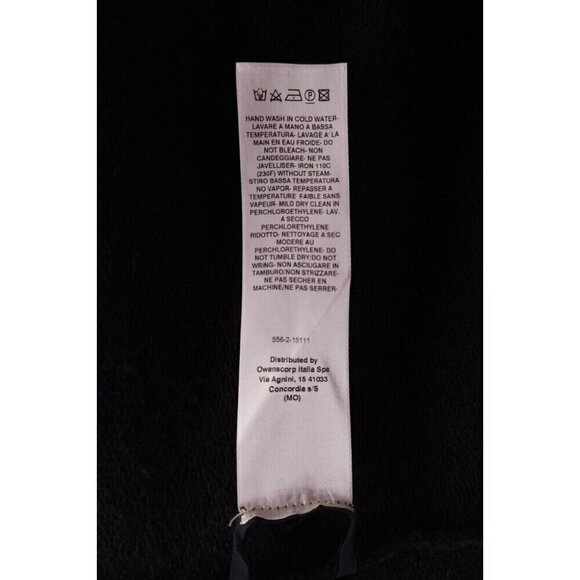 HAND WASH IN COLD WATER-
LAVARE A MANO A BASSA
TEMPERATURA- LAVAGE A' LA
MAIN EN EAU FROIDE- DO
NOT BLEACH- NON
CANDEGGIARE- NE PAS
JAVELLISER- IRON 110C
(230F) WITHOUT STEAM-
STIRO BASSA TEMPERATURA
NO VAPOR- REPASSER A
TEMPERATURE FAIBLE SANS
VAPEUR- MILD DRY CLEAN IN
PERCHLOROETHYLENE- LAV.
A SECCO
PERCHLOROETHYLENE
RIDOTTO- NETTOYAGE A SEC
MODERE AU
PERCHLOROETHYLENE- DO
NOT TUMBLE DRY/DO NOT
WRING- NON ASCIUGARE IN
TAMBURO/NON STRIZZARE-
NE PAS SECHER EN
MACHINE/NE PAS SERRER-
556-2-15111
Distributed by
Owenscorp Italia Spa
Via Agnini, 15 41033
Concordia s/S
(MO)